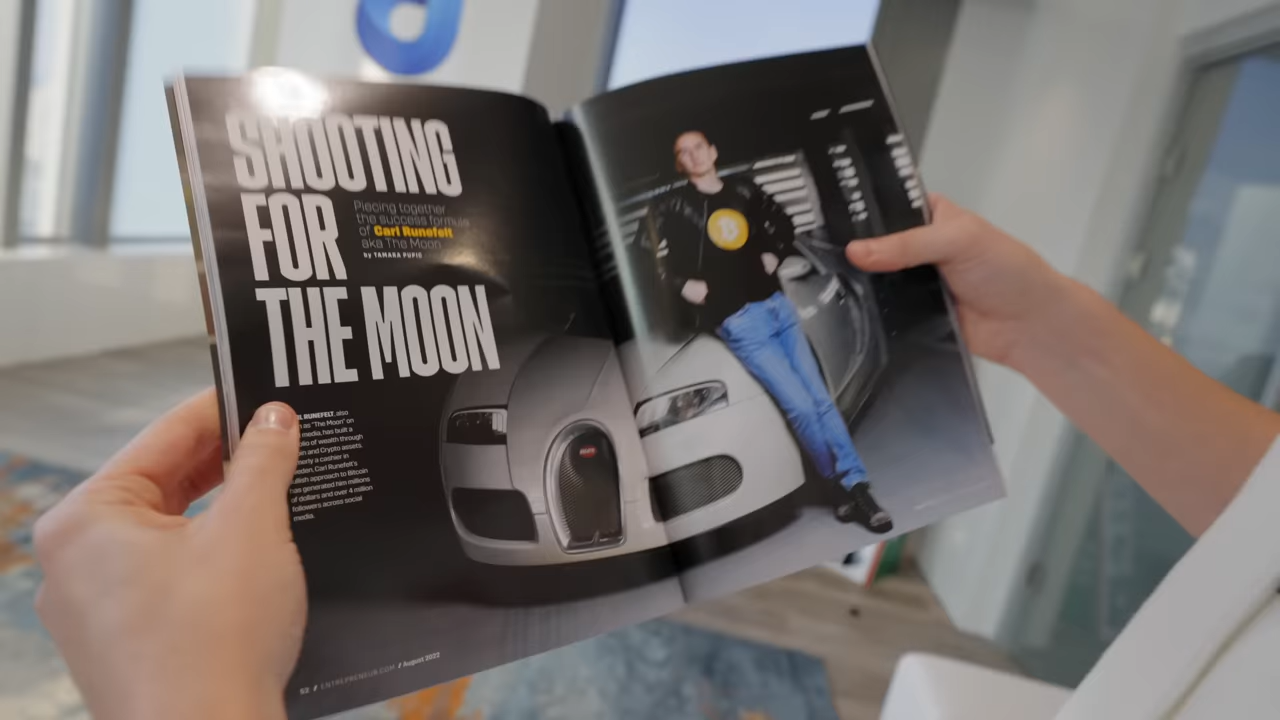 SHOOTING
FOR
THE MOON
Piecing together
the success formula
of Carl Runefelt
aka The Moon
by TAMARA PUPIC
RUNEFELT, also
as "The Moon" on
media, has built a
of wealth through
and Crypto assets.
a cashier in
Carl Runefelt's
approach to Bitcoin
has generated him millions
of dollars and over 4 million
followers across social
media.
52 / ENTREPRENEUR.COM / August 2022